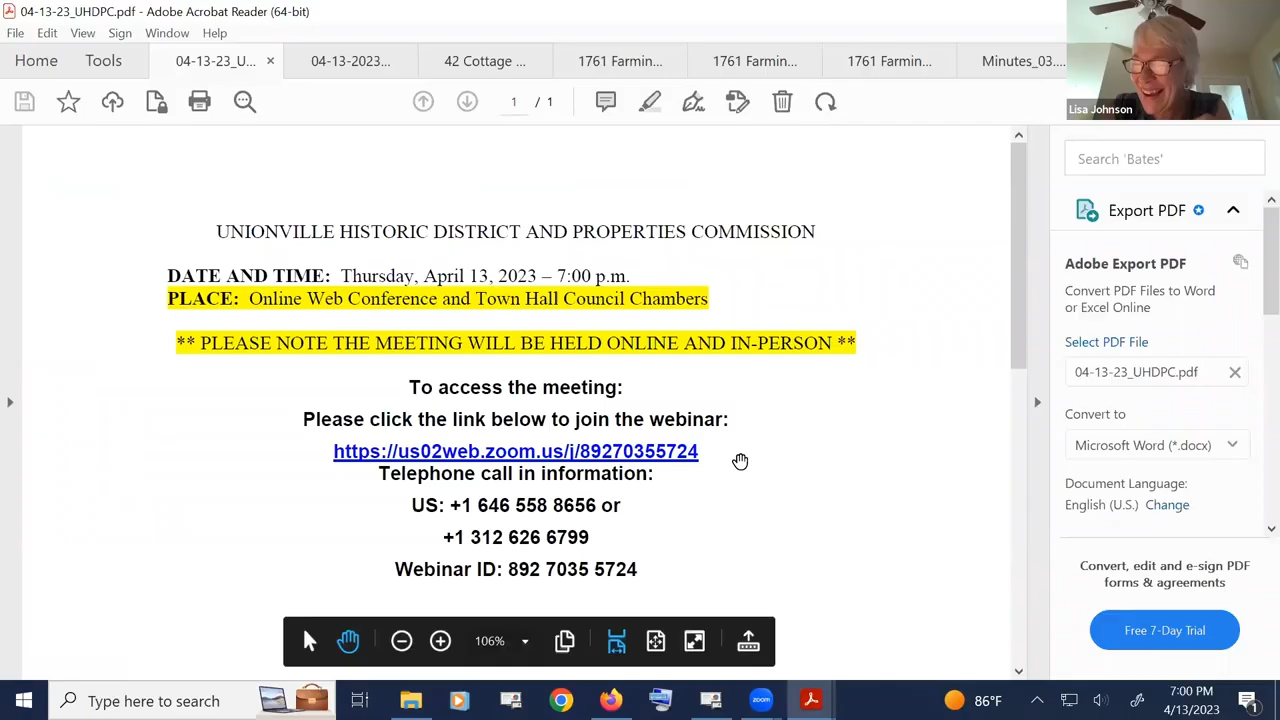 04-13-23_UHDPC.pdf - Adobe Acrobat Reader (64-bit)
File Edit View Sign Window Help
Home Tools 04-13-23_U... × 04-13-2023... 42 Cottage ... 1761 Farmin... 1761 Farmin... 1761 Farmin... Minutes_03....
1 / 1
Lisa Johnson
UNIONVILLE HISTORIC DISTRICT AND PROPERTIES COMMISSION
DATE AND TIME: Thursday, April 13, 2023 – 7:00 p.m.
PLACE: Online Web Conference and Town Hall Council Chambers
** PLEASE NOTE THE MEETING WILL BE HELD ONLINE AND IN-PERSON **
To access the meeting:
Please click the link below to join the webinar:
https://us02web.zoom.us/j/89270355724
Telephone call in information:
US: +1 646 558 8656 or
+1 312 626 6799
Webinar ID: 892 7035 5724
106%
Search 'Bates'
Export PDF
Adobe Export PDF
Convert PDF Files to Word
or Excel Online
Select PDF File
04-13-23_UHDPC.pdf
Convert to
Microsoft Word (*.docx)
Document Language:
English (U.S.) Change
Convert, edit and e-sign PDF
forms & agreements
Free 7-Day Trial
Type here to search
zoom
86°F
7:00 PM
4/13/2023
1